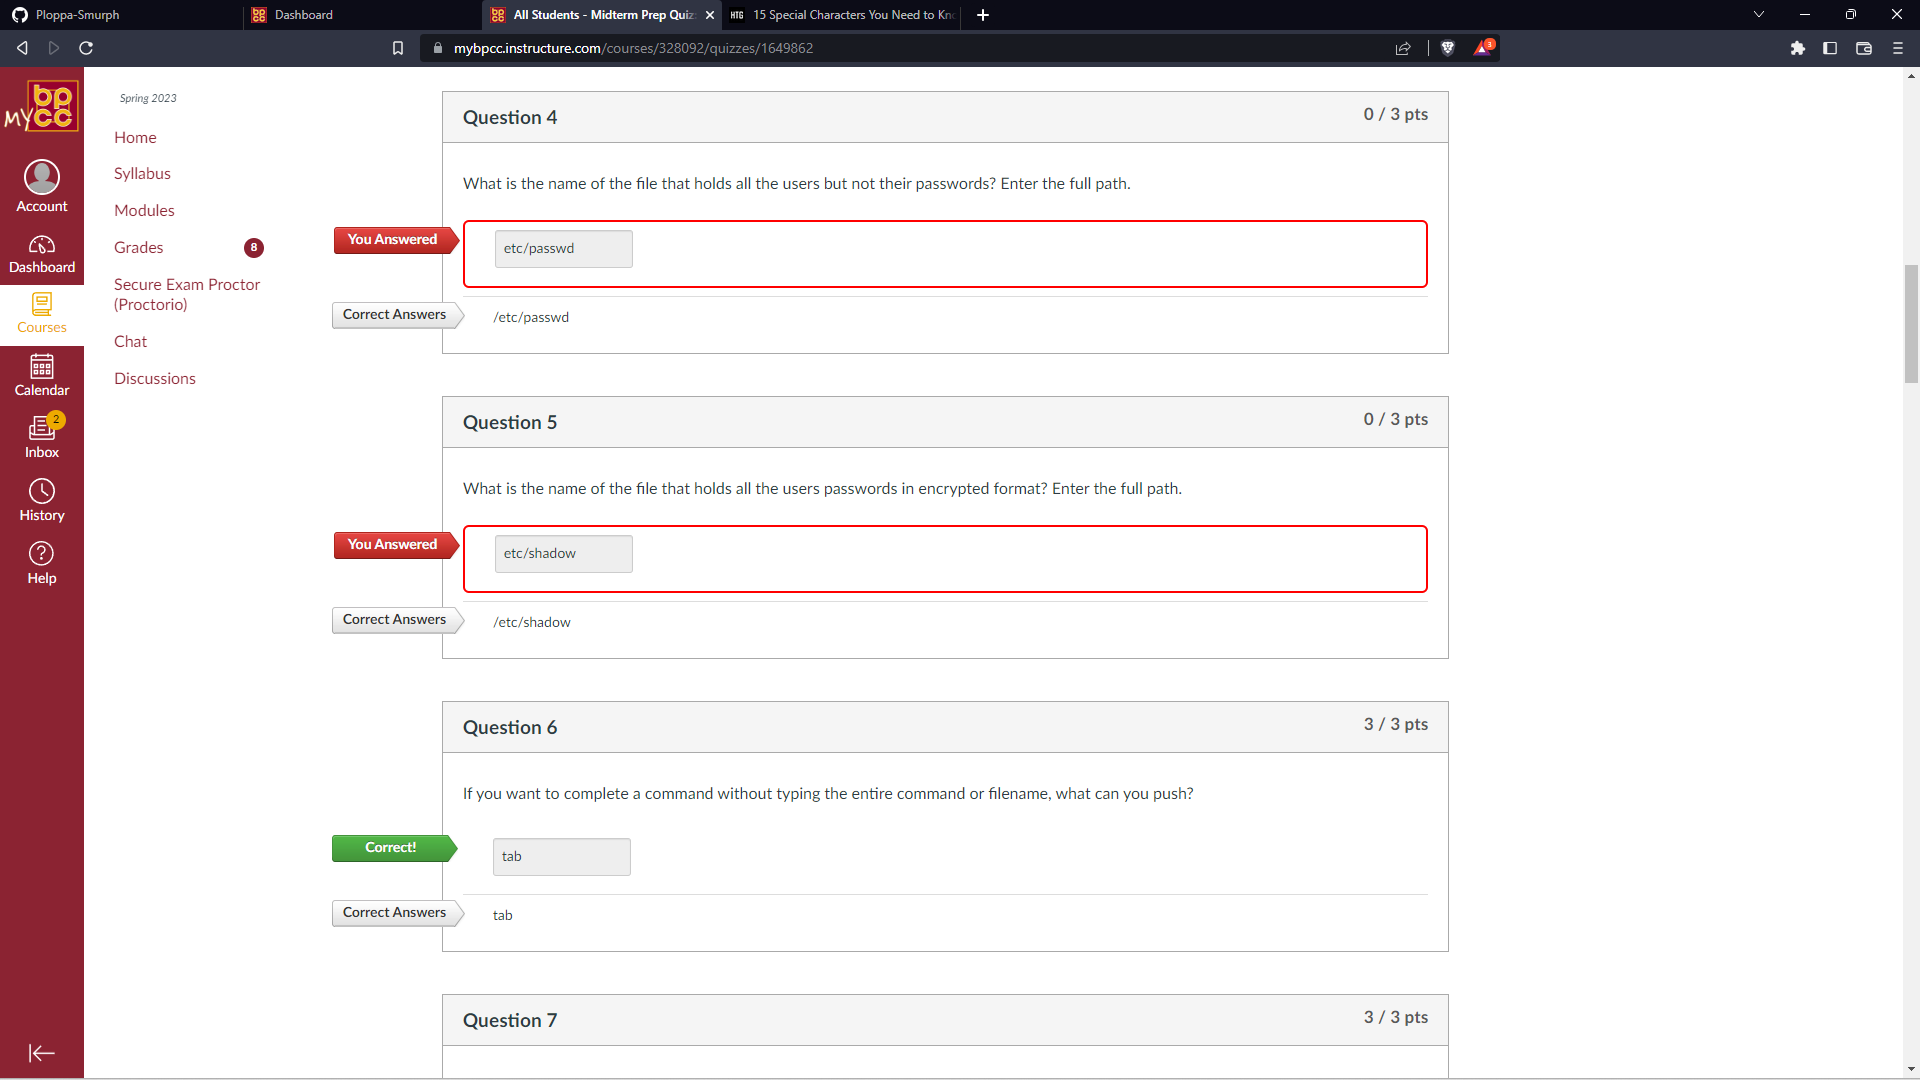 Ploppa-Smurph
bp cc Dashboard
bp cc All Students - Midterm Prep Quiz
HTG 15 Special Characters You Need to Kn
mybpcc.instructure.com/courses/328092/quizzes/1649862
3
MY bp cc
Account
Dashboard
Courses
Calendar
2
Inbox
History
Help
Spring 2023
Home
Syllabus
Modules
Grades 8
Secure Exam Proctor
(Proctorio)
Chat
Discussions
Question 4 0 / 3 pts
What is the name of the file that holds all the users but not their passwords? Enter the full path.
You Answered etc/passwd
Correct Answers /etc/passwd
Question 5 0 / 3 pts
What is the name of the file that holds all the users passwords in encrypted format? Enter the full path.
You Answered etc/shadow
Correct Answers /etc/shadow
Question 6 3 / 3 pts
If you want to complete a command without typing the entire command or filename, what can you push?
Correct! tab
Correct Answers tab
Question 7 3 / 3 pts